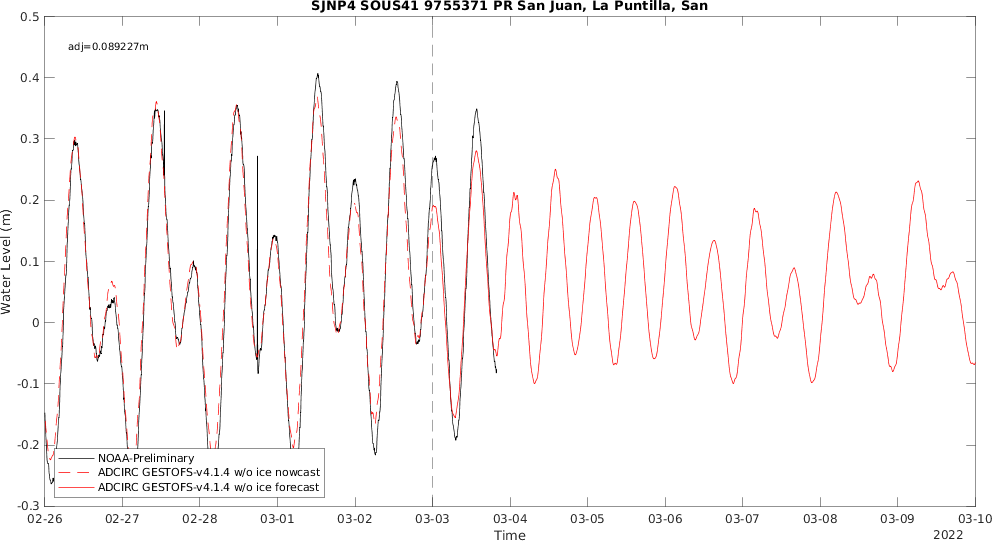 SJNP4 SOUS41 9755371 PR San Juan, La Puntilla, San
adj=0.089227m
0.5
0.4
0.3
0.2
0.1
0
-0.1
-0.2
-0.3
Water Level (m)
NOAA-Preliminary
ADCIRC GESTOFS-v4.1.4 w/o ice nowcast
ADCIRC GESTOFS-v4.1.4 w/o ice forecast
02-26 02-27 02-28 03-01 03-02 03-03 03-04 03-05 03-06 03-07 03-08 03-09 03-10
Time
2022